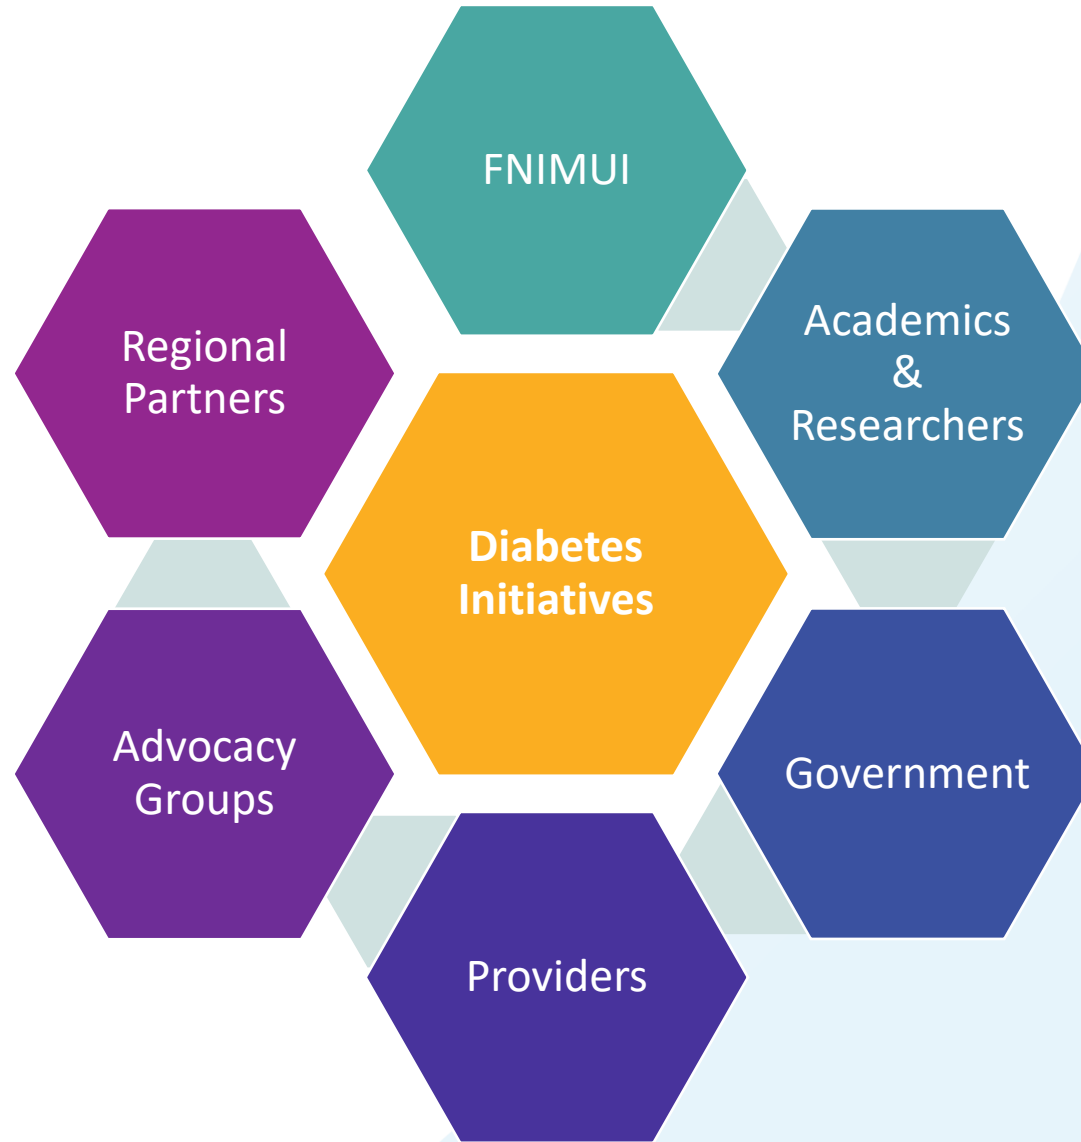 FNIMUI
Academics
&
Researchers
Government
Providers
Advocacy
Groups
Regional
Partners
Diabetes
Initiatives